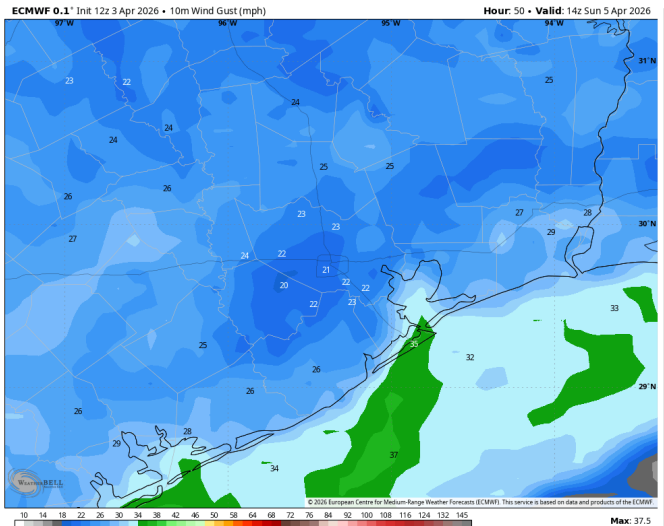 ECMWF 0.1° Init 12z 3 Apr 2026 • 10m Wind Gust (mph)
Hour: 50 • Valid: 14z Sun 5 Apr 2026
97°W 96°W 95°W 94°W
31°N
23 22 25
24
24
24
25 25
26 26
23 27 28
30°N
27 23 29
24 22
21
20 22 22
22 23
33
25 35
32
26
29°N
26
26
28
29
34 37
WeatherBELL
© 2026 European Centre for Medium-Range Weather Forecasts (ECMWF). This service is based on data and products of the ECMWF.
10 14 18 22 26 30 34 38 42 46 50 54 58 64 68 72 76 84 92 100 108 116 124 132 145
Max: 37.5